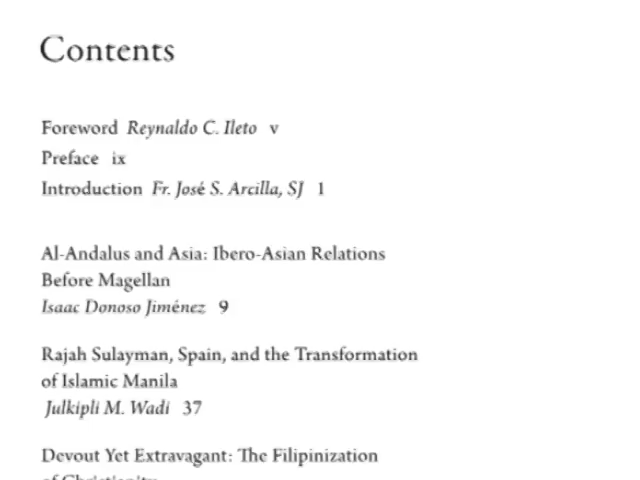 Contents
Foreword Reynaldo C. Ileto v
Preface ix
Introduction Fr. José S. Arcilla, SJ 1
Al-Andalus and Asia: Ibero-Asian Relations
Before Magellan
Isaac Donoso Jiménez 9
Rajah Sulayman, Spain, and the Transformation
of Islamic Manila
Julkipli M. Wadi 37
Devout Yet Extravagant: The Filipinization
of Christianity